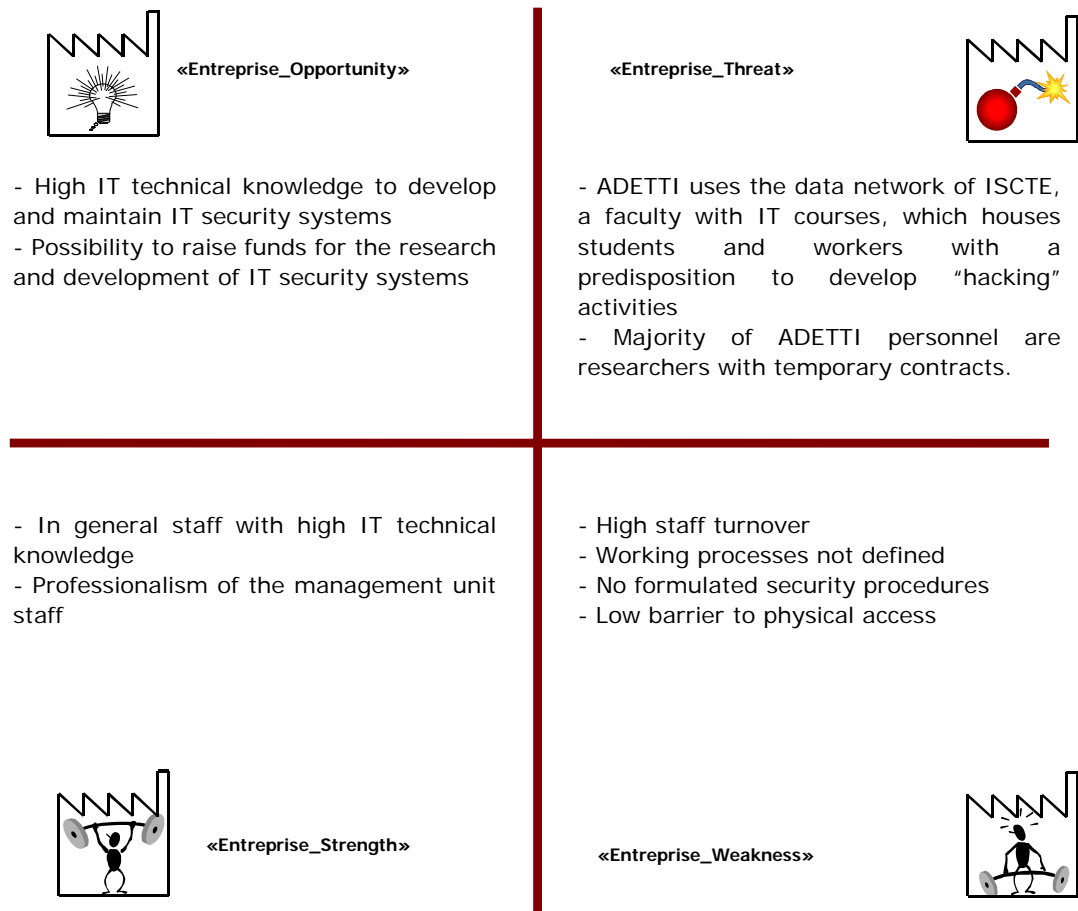 «Entreprise_Opportunity»
- High IT technical knowledge to develop
and maintain IT security systems
- Possibility to raise funds for the research
and development of IT security systems
«Entreprise_Threat»
- ADETTI uses the data network of ISCTE,
a faculty with IT courses, which houses
students and workers with a
predisposition to develop “hacking”
activities
- Majority of ADETTI personnel are
researchers with temporary contracts.
- In general staff with high IT technical
knowledge
- Professionalism of the management unit
staff
«Entreprise_Strength»
- High staff turnover
- Working processes not defined
- No formulated security procedures
- Low barrier to physical access
«Entreprise_Weakness»